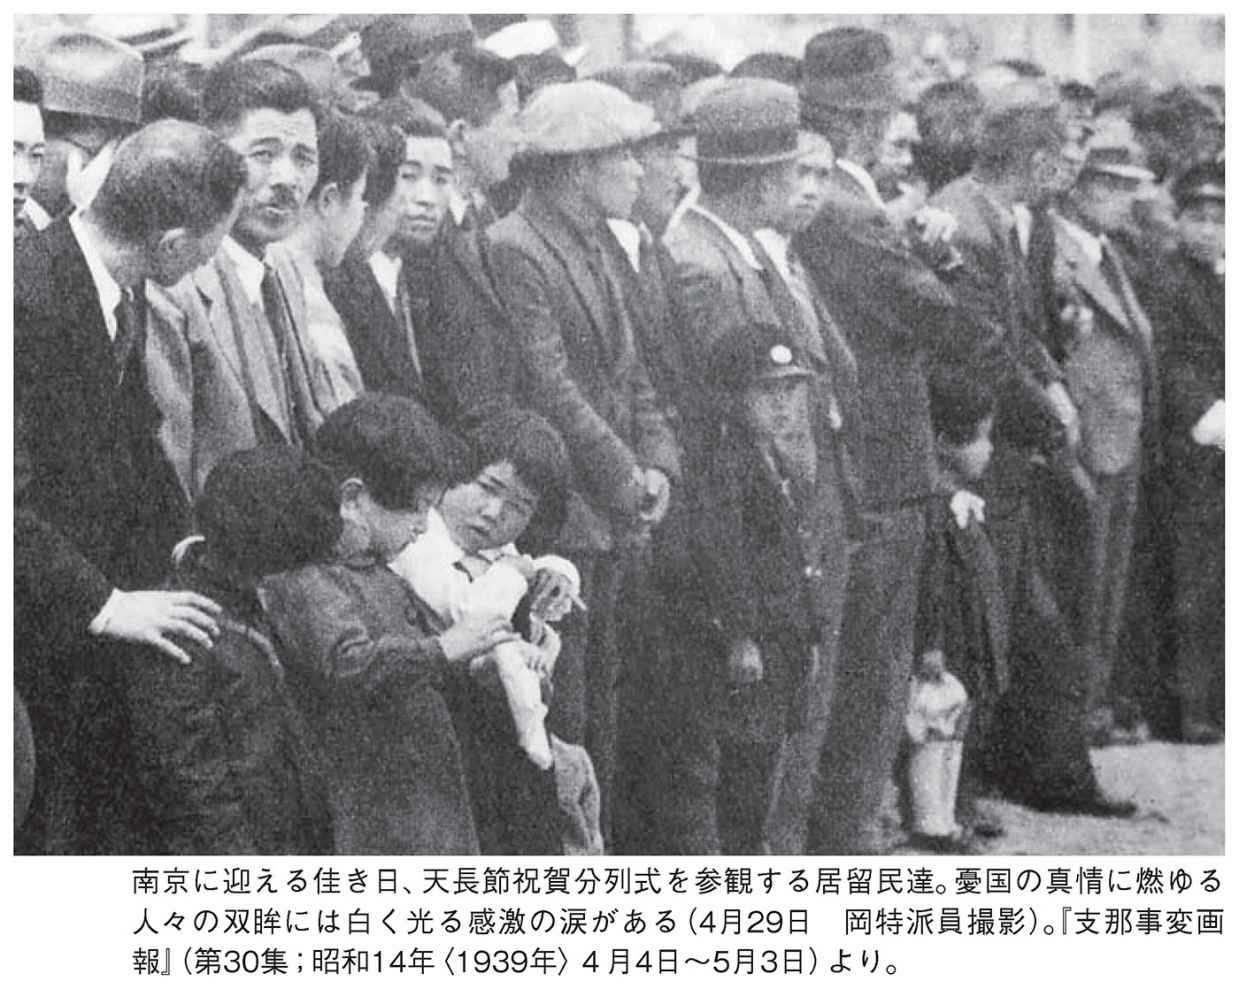 南京に迎える佳き日、天長節祝賀分列式を参観する居留民達。憂国の真情に燃ゆる
人々の双眸には白く光る感激の涙がある（4月29日　岡特派員撮影）。『支那事変画
報』（第30集；昭和14年〈1939年〉4月4日～5月3日）より。